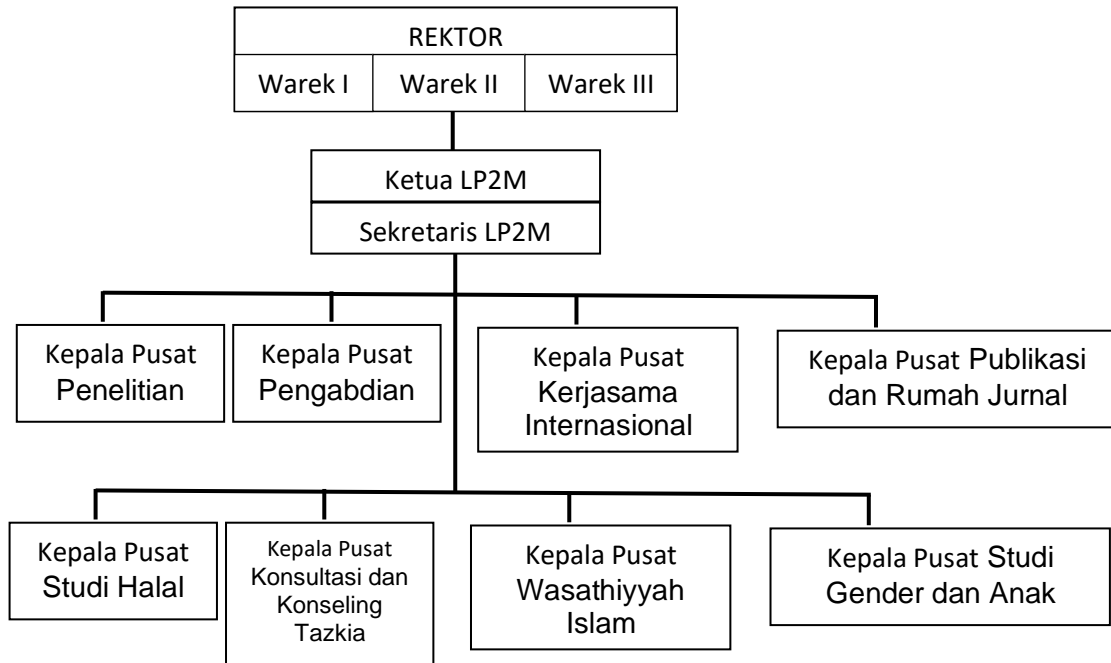 REKTOR
Warek I
Warek II
Warek III
Ketua LP2M
Sekretaris LP2M
Kepala Pusat
Penelitian
Kepala Pusat
Pengabdian
Kepala Pusat
Kerjasama
Internasional
Kepala Pusat Publikasi
dan Rumah Jurnal
Kepala Pusat
Studi Halal
Kepala Pusat
Konsultasi dan
Konseling
Tazkia
Kepala Pusat
Wasathiyyah
Islam
Kepala Pusat Studi
Gender dan Anak